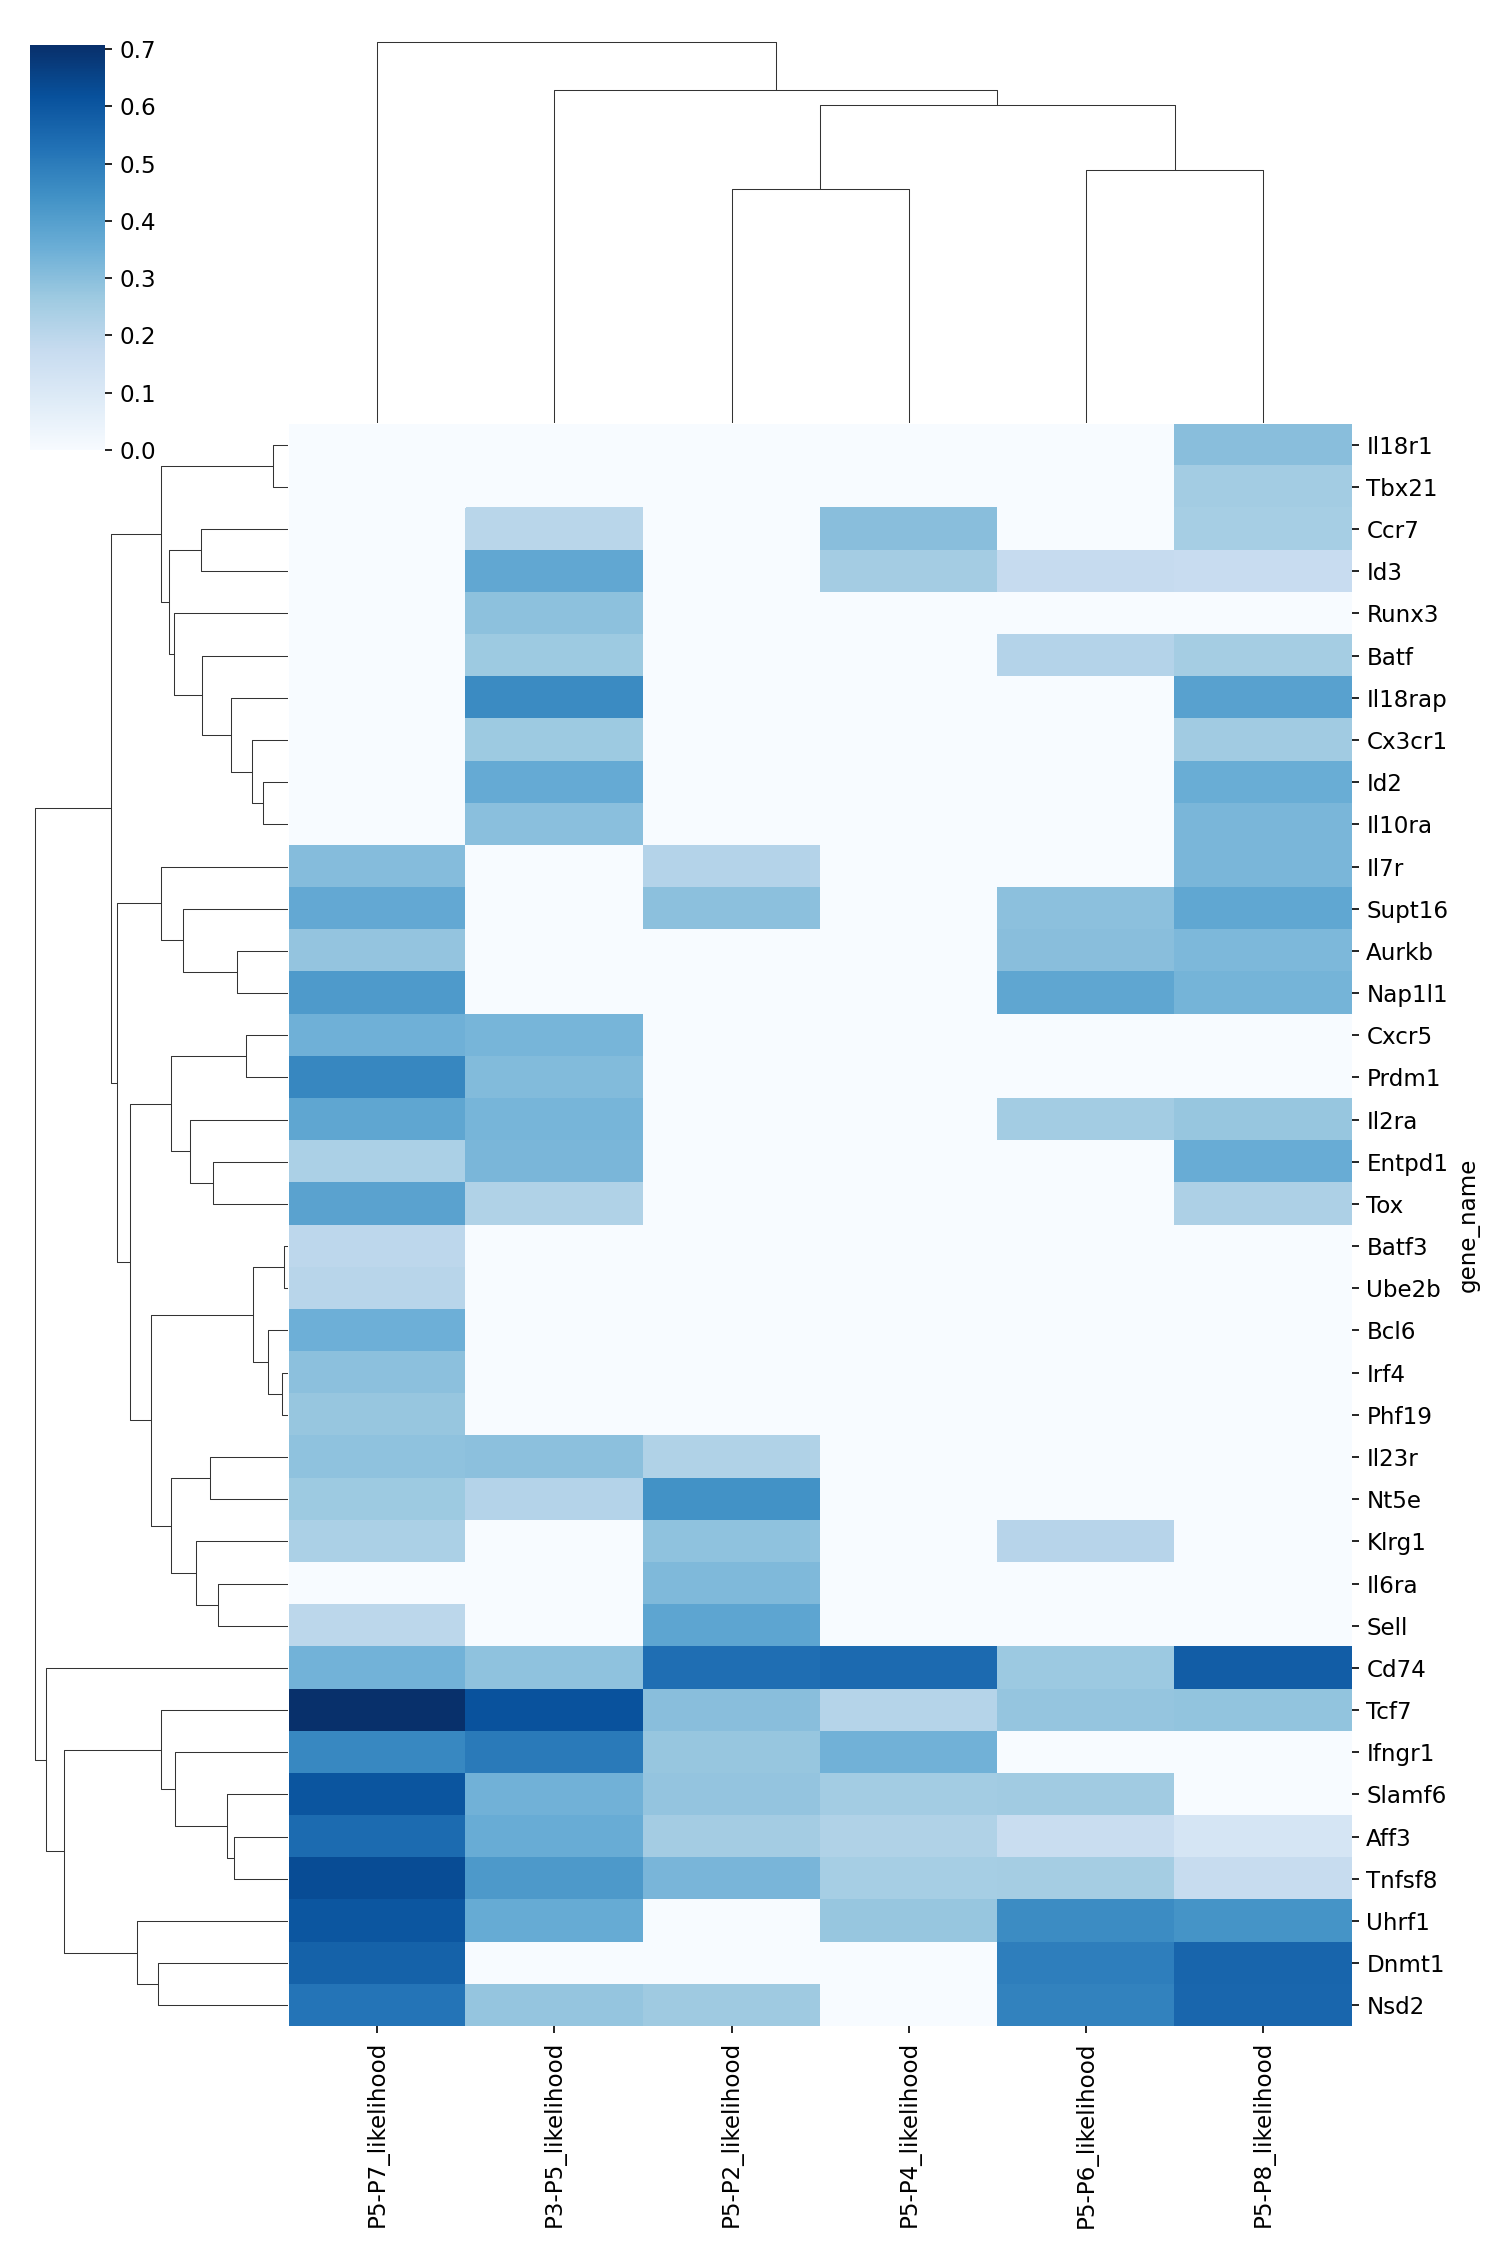 0.7
0.6
0.5
0.4
0.3
0.2
0.1
0.0
Il18r1
Tbx21
Ccr7
Id3
Runx3
Batf
Il18rap
Cx3cr1
Id2
Il10ra
Il7r
Supt16
Aurkb
Nap1l1
Cxcr5
Prdm1
Il2ra
Entpd1
Tox
Batf3
Ube2b
Bcl6
Irf4
Phf19
Il23r
Nt5e
Klrg1
Il6ra
Sell
Cd74
Tcf7
Ifngr1
Slamf6
Aff3
Tnfsf8
Uhrf1
Dnmt1
Nsd2
gene_name
P5-P7_likelihood
P3-P5_likelihood
P5-P2_likelihood
P5-P4_likelihood
P5-P6_likelihood
P5-P8_likelihood